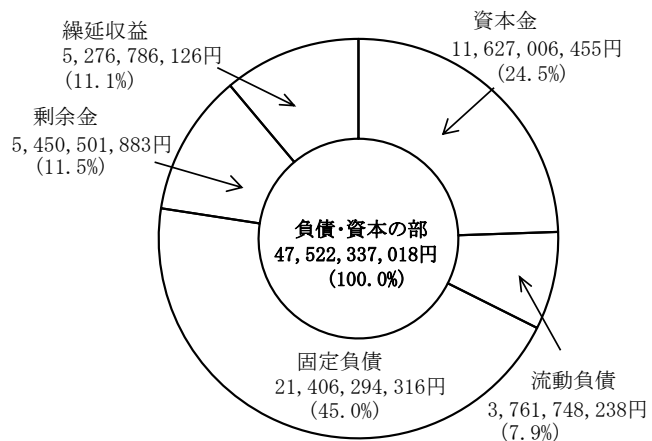 繰延収益
5,276,786,126円
(11.1%)
資本金
11,627,006,455円
(24.5%)
剰余金
5,450,501,883円
(11.5%)
負債・資本の部
47,522,337,018円
(100.0%)
固定負債
21,406,294,316円
(45.0%)
流動負債
3,761,748,238円
(7.9%)